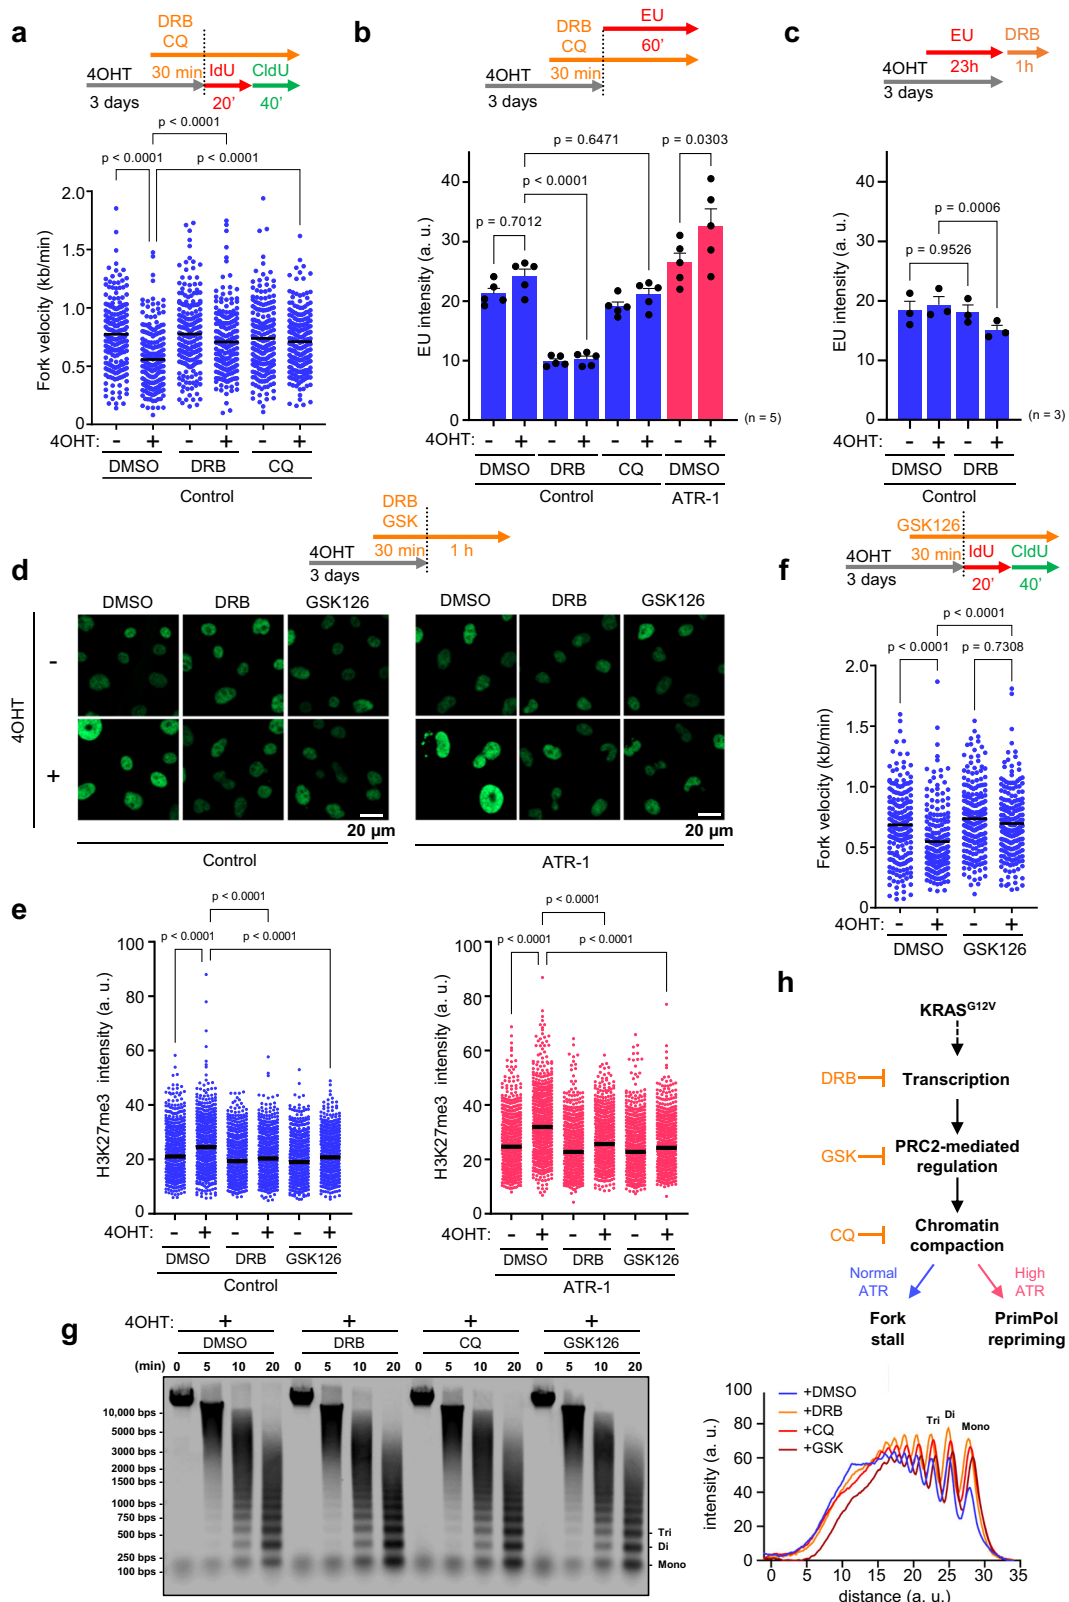 a
DRB
CQ
4OHT
30 min
IdU
CldU
3 days
20'
40'
p < 0.0001
p < 0.0001
p < 0.0001
Fork velocity (kb/min)
2.0
1.5
1.0
0.5
0
4OHT: - + - + - +
DMSO DRB CQ
Control
b
DRB
CQ
EU
60'
4OHT
30 min
3 days
p = 0.6471
p = 0.0303
p < 0.0001
p = 0.7012
EU intensity (a. u.)
40
30
20
10
0
(n = 5)
4OHT: - + - + - + - +
DMSO DRB CQ DMSO
Control ATR-1
c
EU
DRB
4OHT
23h
1h
3 days
p = 0.0006
p = 0.9526
EU intensity (a. u.)
40
30
20
10
0
(n = 3)
4OHT: - + - +
DMSO DRB
Control
d
DRB
GSK
4OHT
30 min
1 h
3 days
DMSO DRB GSK126
DMSO DRB GSK126
4OHT
-
+
20 µm
20 µm
Control
ATR-1
e
p < 0.0001
p < 0.0001
p < 0.0001
H3K27me3 intensity (a. u.)
100
80
60
40
20
0
4OHT: - + - + - +
DMSO DRB GSK126
Control
p < 0.0001
p < 0.0001
p < 0.0001
H3K27me3 intensity (a. u.)
100
80
60
40
20
0
4OHT: - + - + - +
DMSO DRB GSK126
ATR-1
f
GSK126
4OHT
30 min
IdU
CldU
3 days
20'
40'
p < 0.0001
p < 0.0001
p = 0.7308
Fork velocity (kb/min)
2.0
1.5
1.0
0.5
0
4OHT: - + - +
DMSO GSK126
g
4OHT: + + + +
DMSO DRB CQ GSK126
(min) 0 5 10 20 0 5 10 20 0 5 10 20 0 5 10 20
10,000 bps
5000 bps
3000 bps
2000 bps
1500 bps
1000 bps
750 bps
500 bps
250 bps
100 bps
Tri
Di
Mono
h
KRASG12V
DRB
Transcription
GSK
PRC2-mediated
regulation
CQ
Chromatin
compaction
Normal
ATR
High
ATR
Fork
stall
PrimPol
repriming
intensity (a. u.)
100
80
60
40
20
0
+DMSO
+DRB
+CQ
+GSK
Tri
Di
Mono
0 5 10 15 20 25 30 35
distance (a. u.)